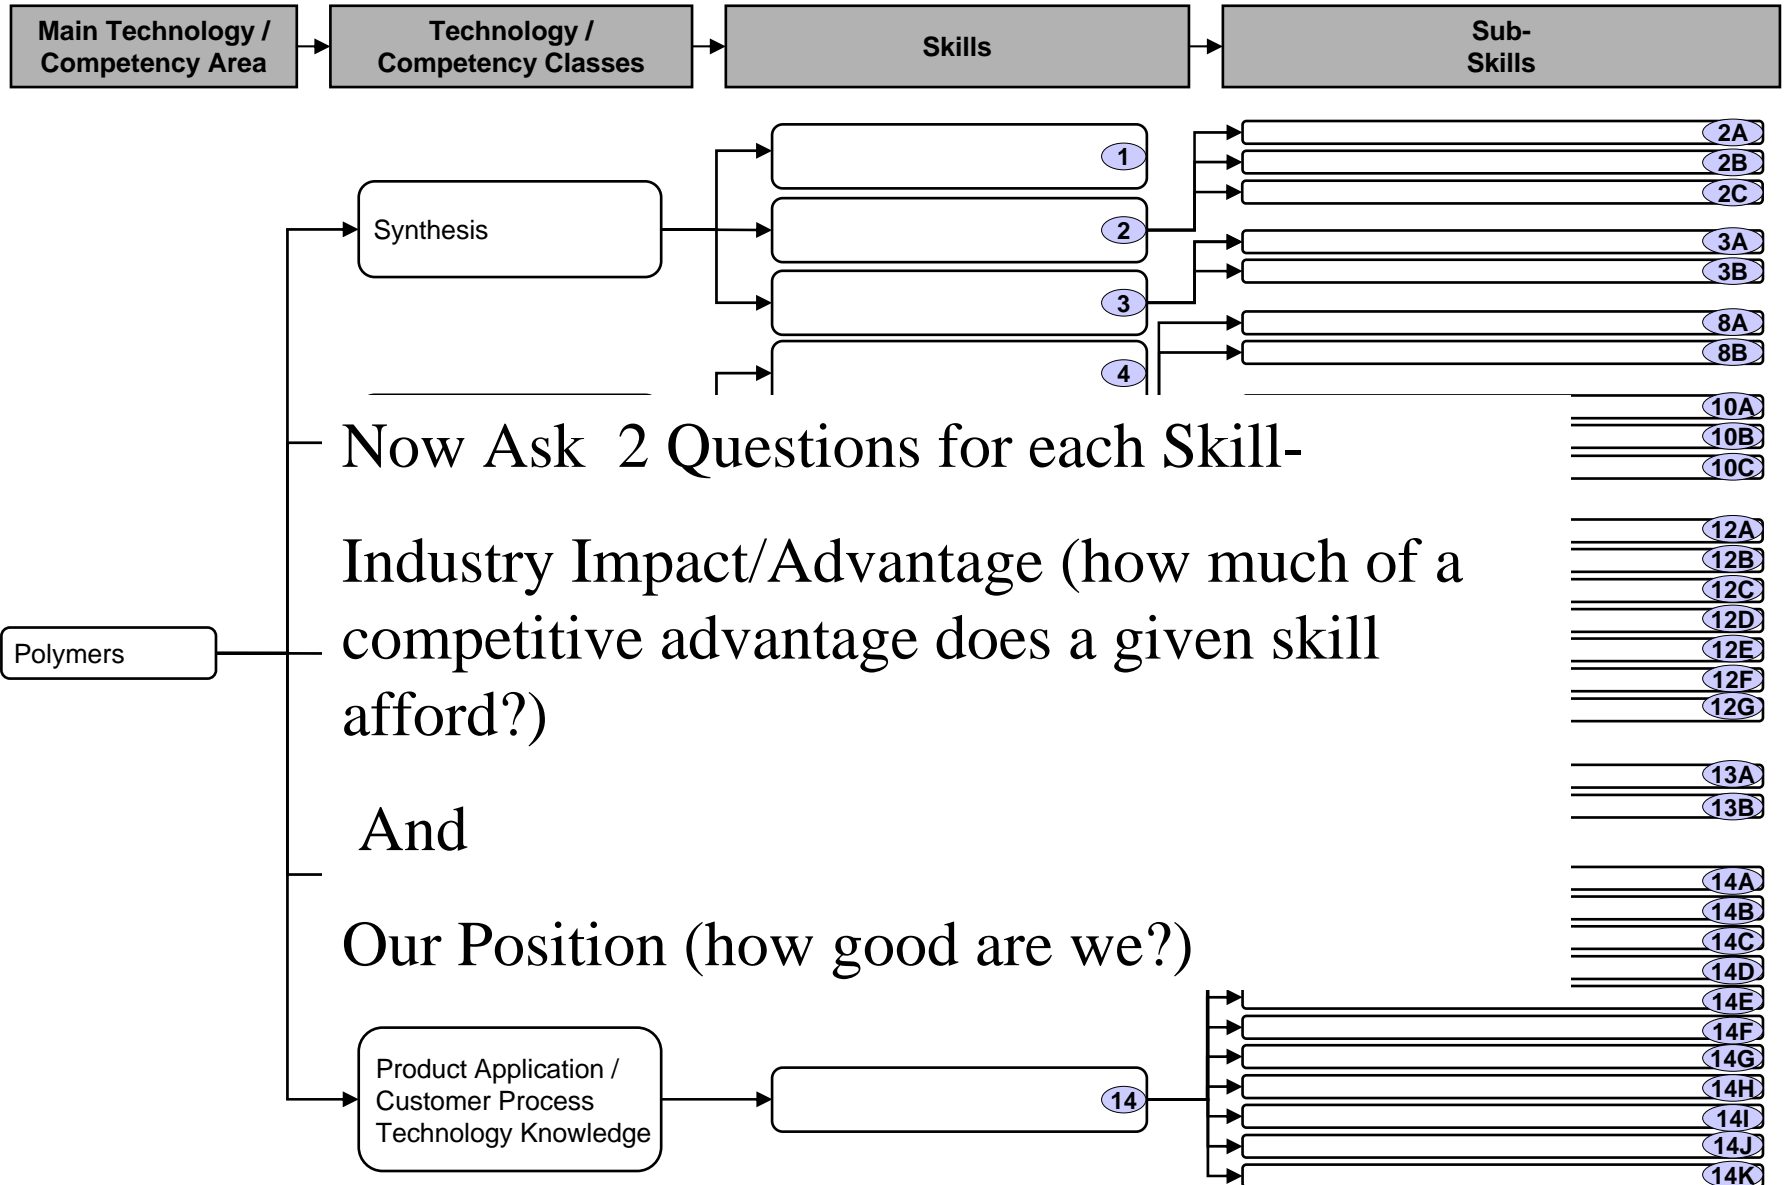 Main Technology /
Competency Area
Technology /
Competency Classes
Skills
Sub-
Skills
Synthesis
1
2
3
4
2A
2B
2C
3A
3B
8A
8B
10A
10B
10C
12A
12B
12C
12D
12E
12F
12G
13A
13B
14A
14B
14C
14D
14E
14F
14G
14H
14I
14J
14K
Now Ask 2 Questions for each Skill-
Industry Impact/Advantage (how much of a
competitive advantage does a given skill
afford?)
And
Our Position (how good are we?)
Polymers
Product Application /
Customer Process
Technology Knowledge
14